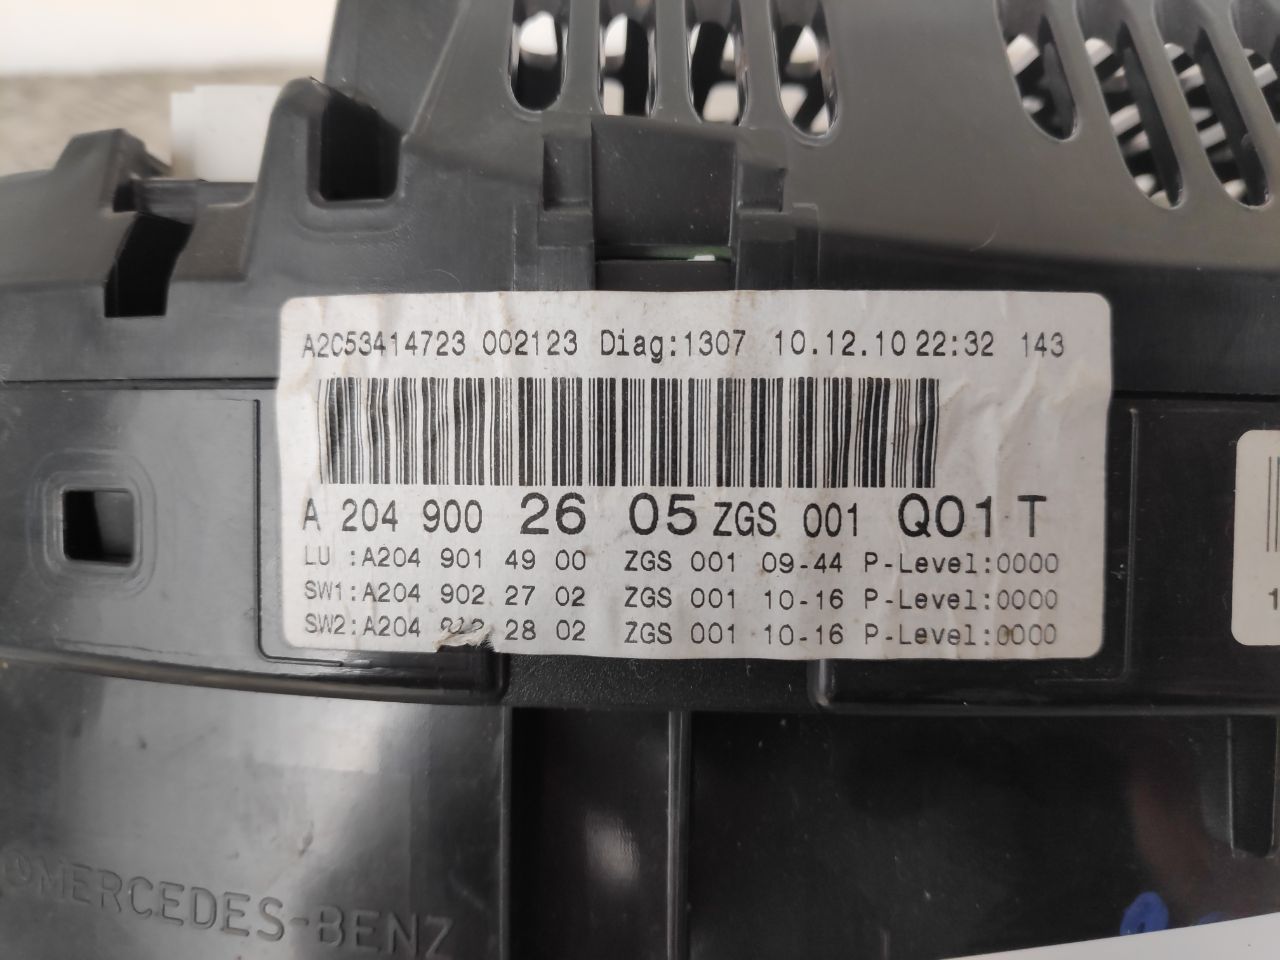 A2C53414723 002123 Diag:1307 10.12.10 22:32 143
A 204 900 26 05 ZGS 001 Q01 T
LU :A204 901 49 00 ZGS 001 09-44 P-Level:0000
SW1:A204 902 27 02 ZGS 001 10-16 P-Level:0000
SW2:A204 28 02 ZGS 001 10-16 P-Level:0000
MERCEDES-BENZ